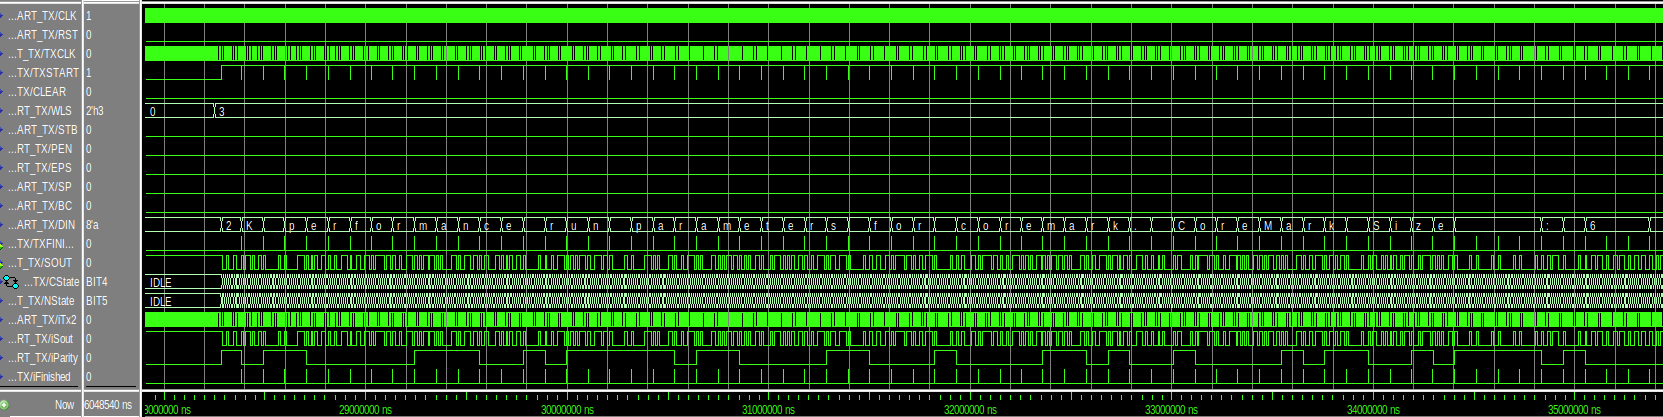 ...ART_TX/CLK 1
...ART_TX/RST 0
...T_TX/TXCLK 0
...TX/TXSTART 1
...TX/CLEAR 0
...RT_TX/WLS 2'h3 0 3
...ART_TX/STB 0
...RT_TX/PEN 0
...RT_TX/EPS 0
...ART_TX/SP 0
...ART_TX/BC 0
...ART_TX/DIN 8'a 2 K p e r f o r m a n c e r u n p a r a m e t e r s f o r c o r e m a r k . C o r e M a r k S i z e : 6
...TX/TXFINI... 0
...T_TX/SOUT 0
...TX/CState BIT4 IDLE
...T_TX/NState BIT5 IDLE
...ART_TX/iTx2 0
...RT_TX/iSout 0
...RT_TX/iParity 0
...TX/iFinished 0
Now 6048540 ns 8000000 ns 29000000 ns 30000000 ns 31000000 ns 32000000 ns 33000000 ns 34000000 ns 35000000 ns